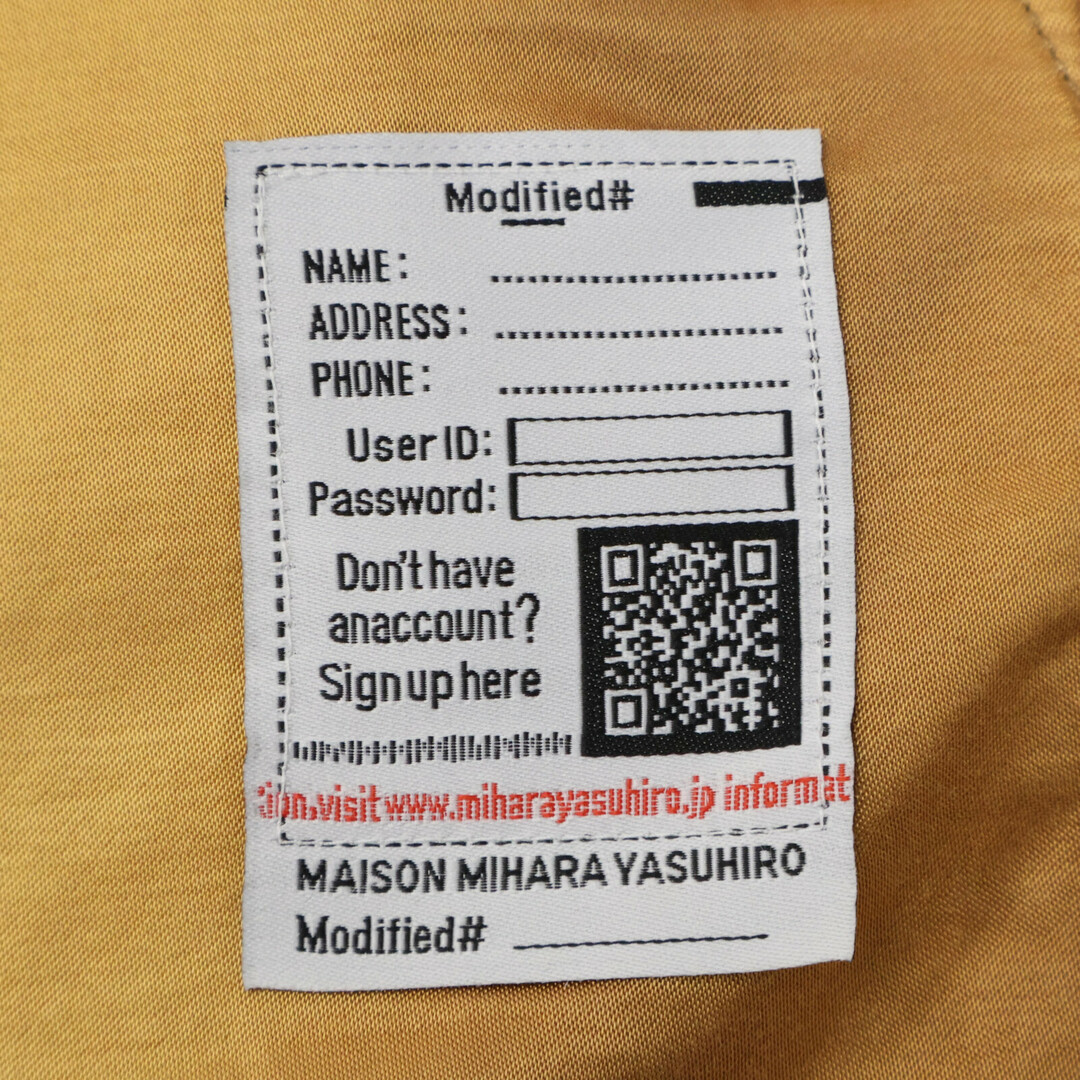 Modified#
NAME:
ADDRESS:
PHONE:
User ID:
Password:
Don't have
anaccount?
Sign up here
tion.visit www.miharayasuhiro.jp informat
MAISON MIHARA YASUHIRO
Modified#